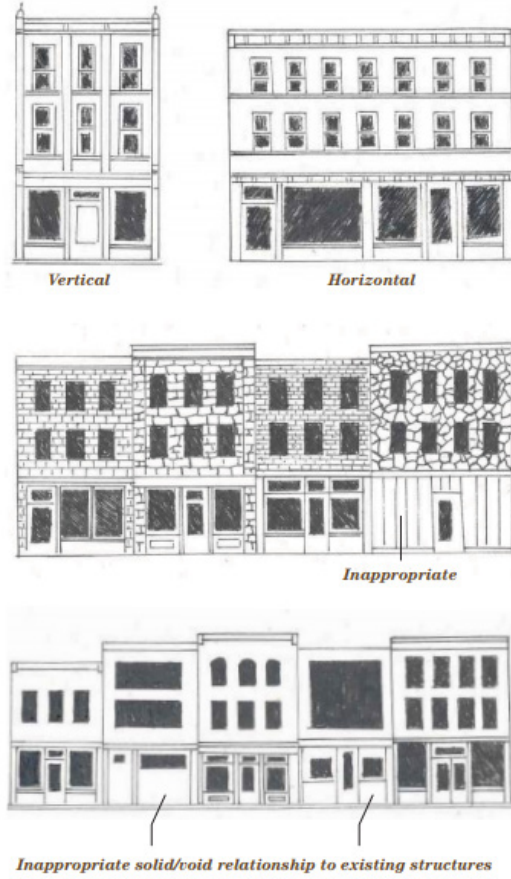 Vertical
Horizontal
Inappropriate
Inappropriate solid/void relationship to existing structures